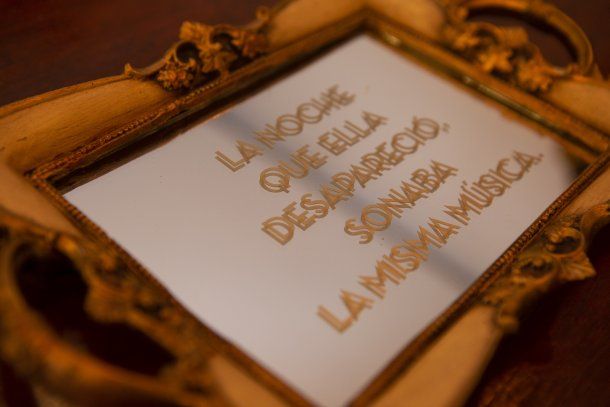 LA NOCHE
QUE ELLA
DESAPARECIÓ,
SONABA
LA MISMA MÚSICA.